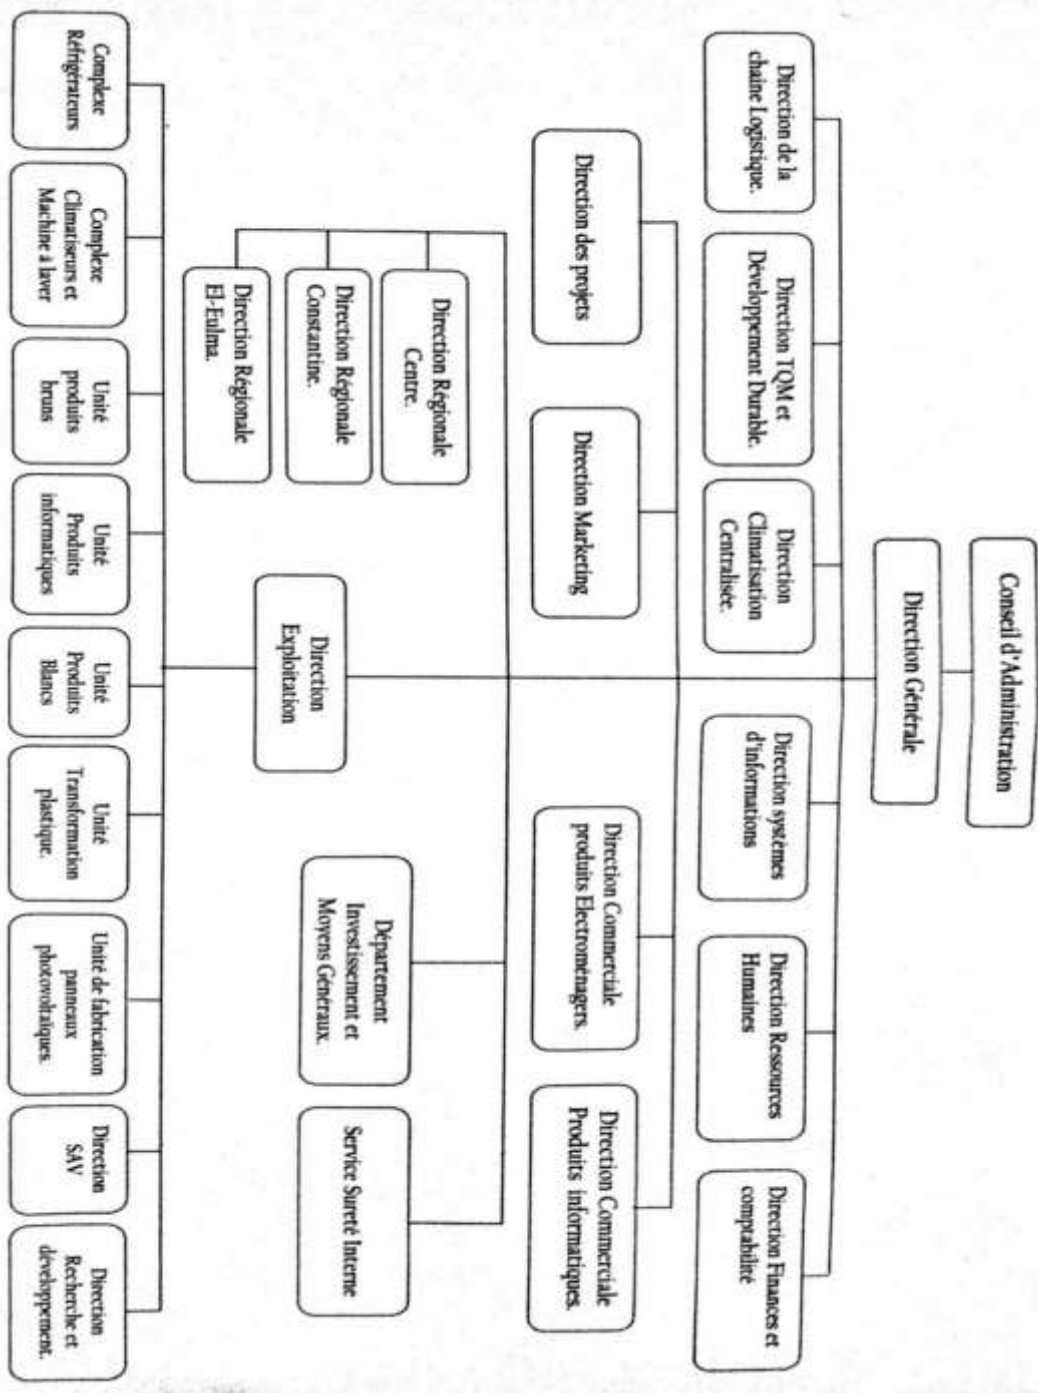 Conseil d'Administration
Direction Générale
Direction de la
chaine Logistique.
Direction TQM et
Développement Durable.
Direction
Climatisation
Centralisée.
Direction systèmes
d'informations
Direction Ressources
Humaines
Direction Finances et
comptabilité
Direction des projets
Direction Marketing
Direction Commerciale
produits Electroménagers.
Direction Commerciale
Produits informatiques.
Direction Régionale
Centre.
Direction Régionale
Constantine.
Direction Régionale
El-Eulma.
Département
Investissement et
Moyens Généraux.
Service Sureté Interne
Direction
Exploitation
Complexe
Réfrigérateurs
Complexe
Climatiseurs et
Machine à laver
Unité
produits
bruns
Unité
Produits
informatiques
Unité
Produits
Blancs
Unité
Transformation
plastique.
Unité de fabrication
panneaux
photovoltaïques.
Direction
SAV
Direction
Recherche et
développement.